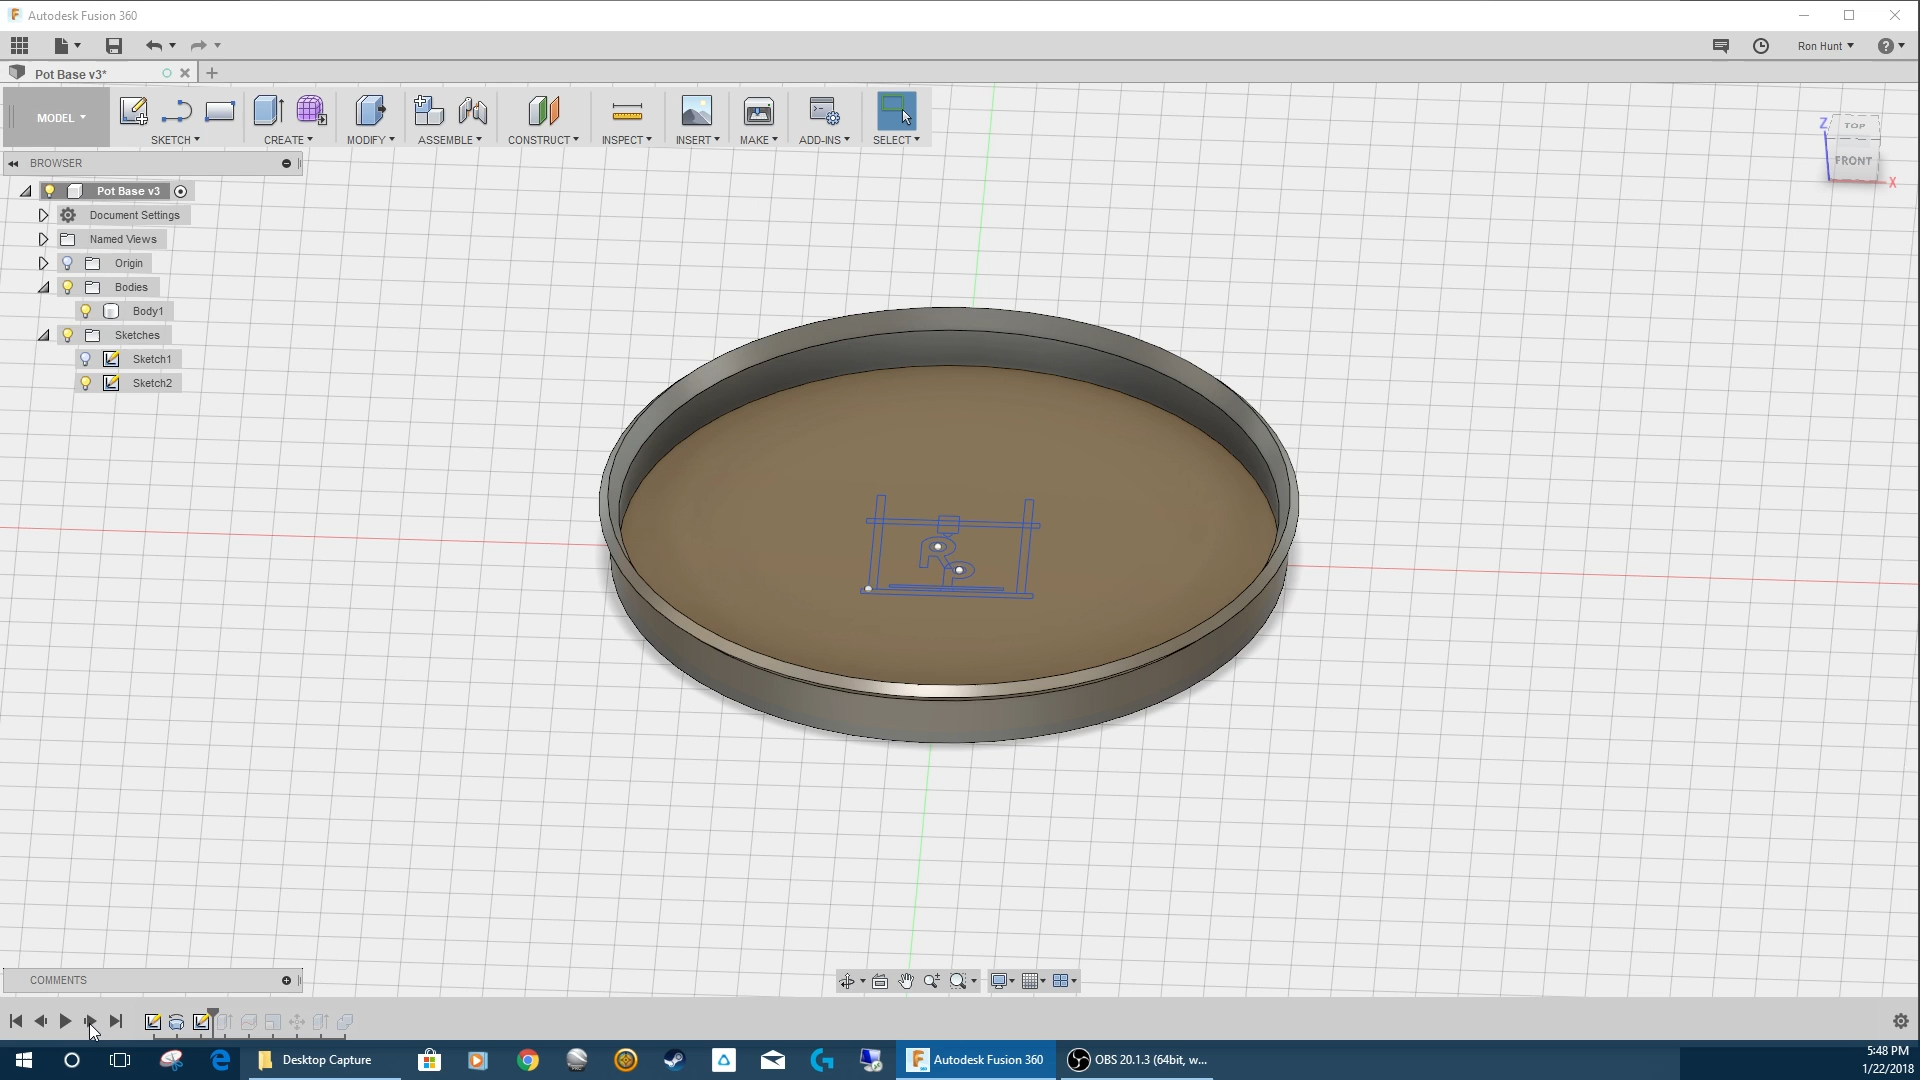 Autodesk Fusion 360
Ron Hunt
Pot Base v3*
MODEL
SKETCH
CREATE
MODIFY
ASSEMBLE
CONSTRUCT
INSPECT
INSERT
MAKE
ADD-INS
SELECT
Z
TOP
FRONT
X
BROWSER
Pot Base v3
Document Settings
Named Views
Origin
Bodies
Body1
Sketches
Sketch1
Sketch2
R
P
COMMENTS
Desktop Capture
Autodesk Fusion 360
OBS 20.1.3 (64bit, w...
5:48 PM
1/22/2018